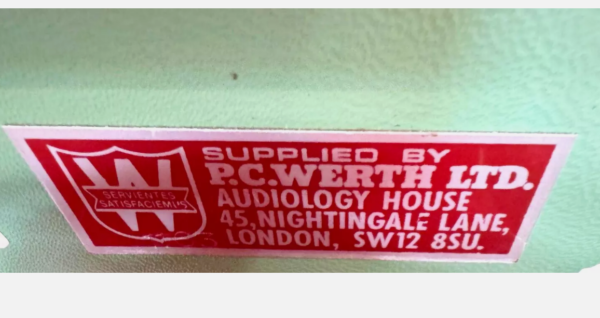 W
SERVIENTES
SATISFACIEMUS
SUPPLIED BY
P.C.WERTH LTD.
AUDIOLOGY HOUSE
45, NIGHTINGALE LANE,
LONDON, SW12 8SU.